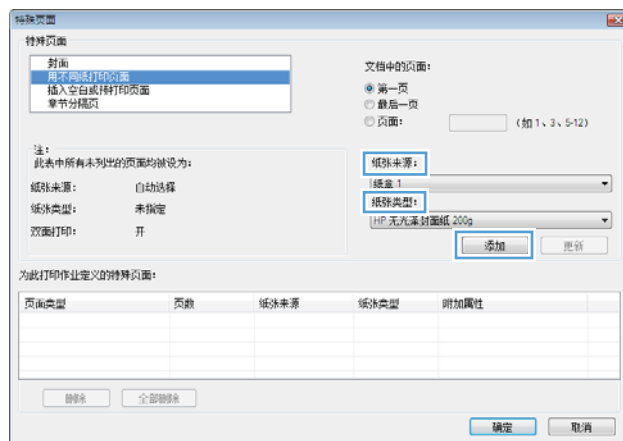 特殊页面
特殊页面
封面
用不同纸打印页面
插入空白或待打印页面
章节分隔页
文档中的页面：
第一页
最后一页
页面： （如 1、3、5-12）
注：
此表中所有未列出的页面均被设为：
纸张来源： 自动选择
纸张类型： 未指定
双面打印： 开
纸张来源：
纸盒 1
纸张类型：
HP 无光泽封面纸 200g
添加 更新
为此打印作业定义的特殊页面：
页面类型 页数 纸张来源 纸张类型 附加属性
删除 全部删除
确定 取消